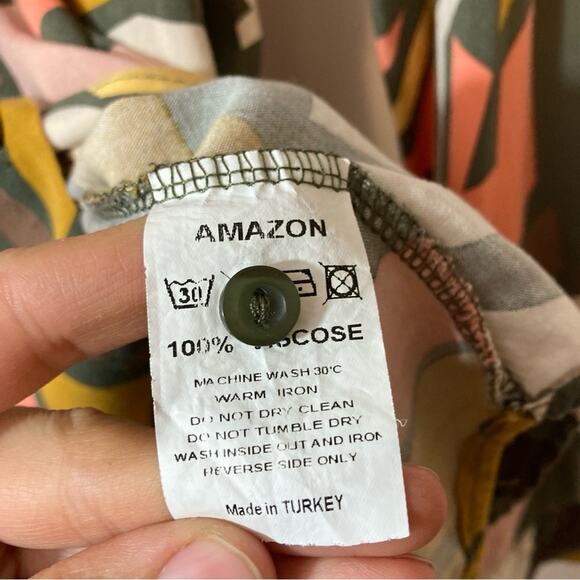 AMAZON
30
100%
MACHINE WASH 30°C
WARM IRON
DO NOT DRY CLEAN
DO NOT TUMBLE DRY
WASH INSIDE OUT AND IRON
REVERSE SIDE ONLY
Made in TURKEY